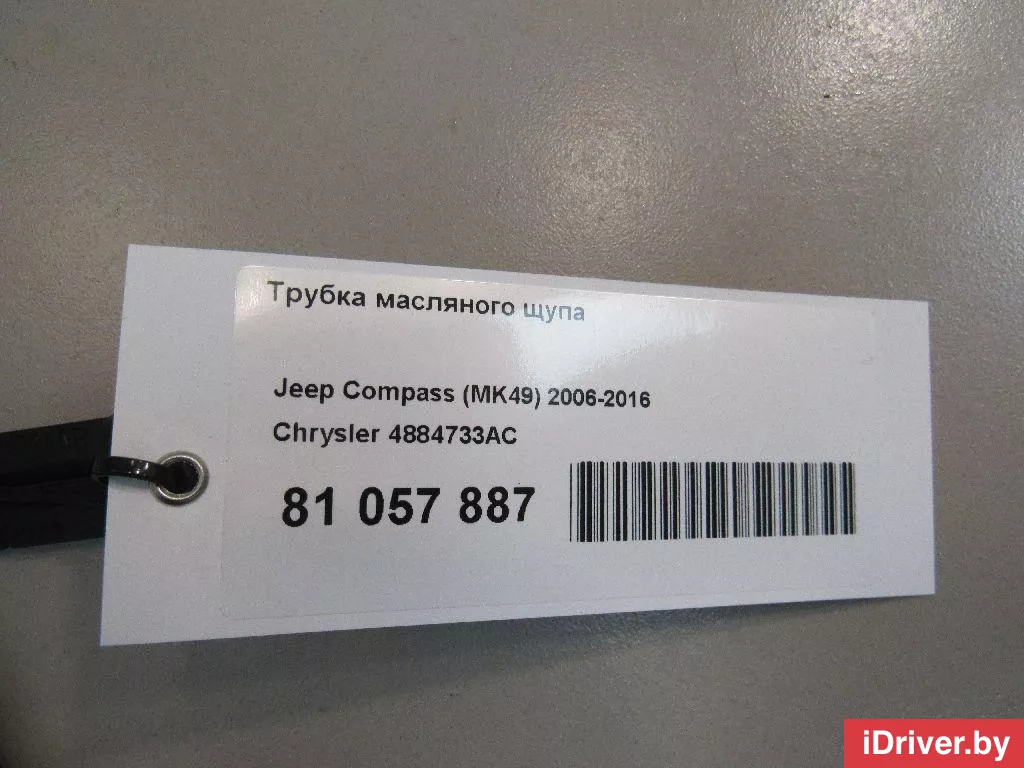 Трубка масляного щупа
Jeep Compass (MK49) 2006-2016
Chrysler 4884733AC
81 057 887
iDriver.by